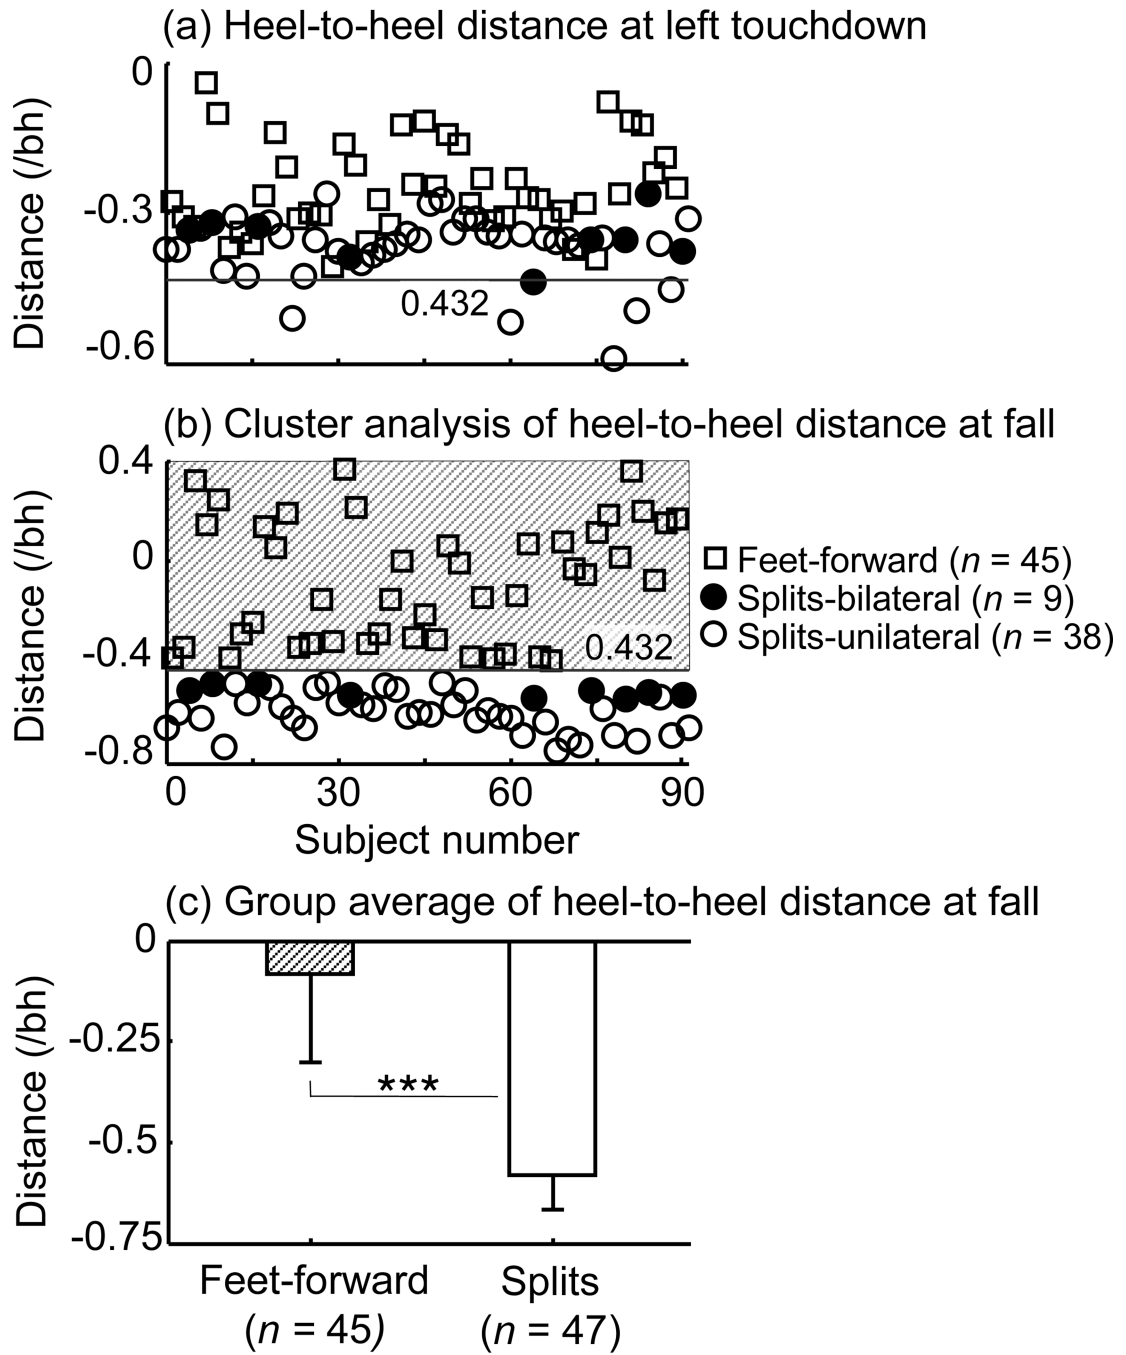 (a) Heel-to-heel distance at left touchdown
0
-0.3
-0.6
Distance (/bh)
0.432
(b) Cluster analysis of heel-to-heel distance at fall
0.4
0
-0.4
-0.8
Distance (/bh)
0.432
Feet-forward (n = 45)
Splits-bilateral (n = 9)
Splits-unilateral (n = 38)
0 30 60 90
Subject number
(c) Group average of heel-to-heel distance at fall
0
-0.25
-0.5
-0.75
Distance (/bh)
***
Feet-forward Splits
(n = 45) (n = 47)